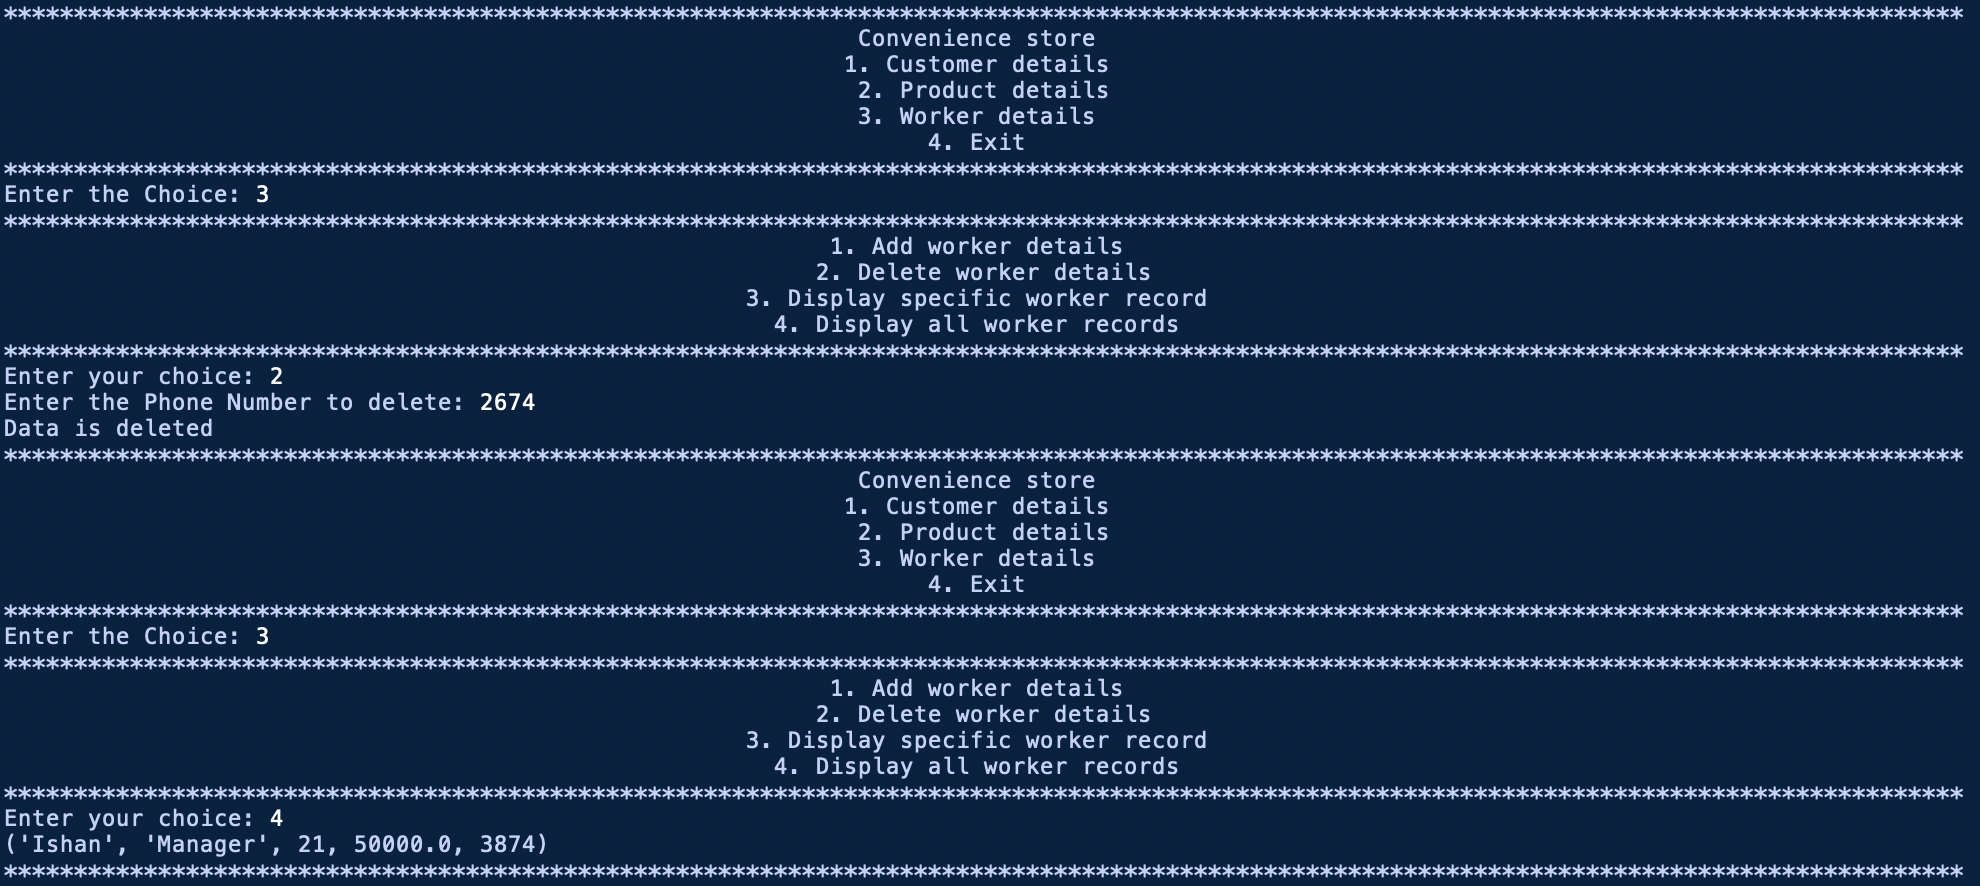 ********************************************************************************************************************************************
Convenience store
1. Customer details
2. Product details
3. Worker details
4. Exit
********************************************************************************************************************************************
Enter the Choice: 3
********************************************************************************************************************************************
1. Add worker details
2. Delete worker details
3. Display specific worker record
4. Display all worker records
********************************************************************************************************************************************
Enter your choice: 2
Enter the Phone Number to delete: 2674
Data is deleted
********************************************************************************************************************************************
Convenience store
1. Customer details
2. Product details
3. Worker details
4. Exit
********************************************************************************************************************************************
Enter the Choice: 3
********************************************************************************************************************************************
1. Add worker details
2. Delete worker details
3. Display specific worker record
4. Display all worker records
********************************************************************************************************************************************
Enter your choice: 4
('Ishan', 'Manager', 21, 50000.0, 3874)
********************************************************************************************************************************************